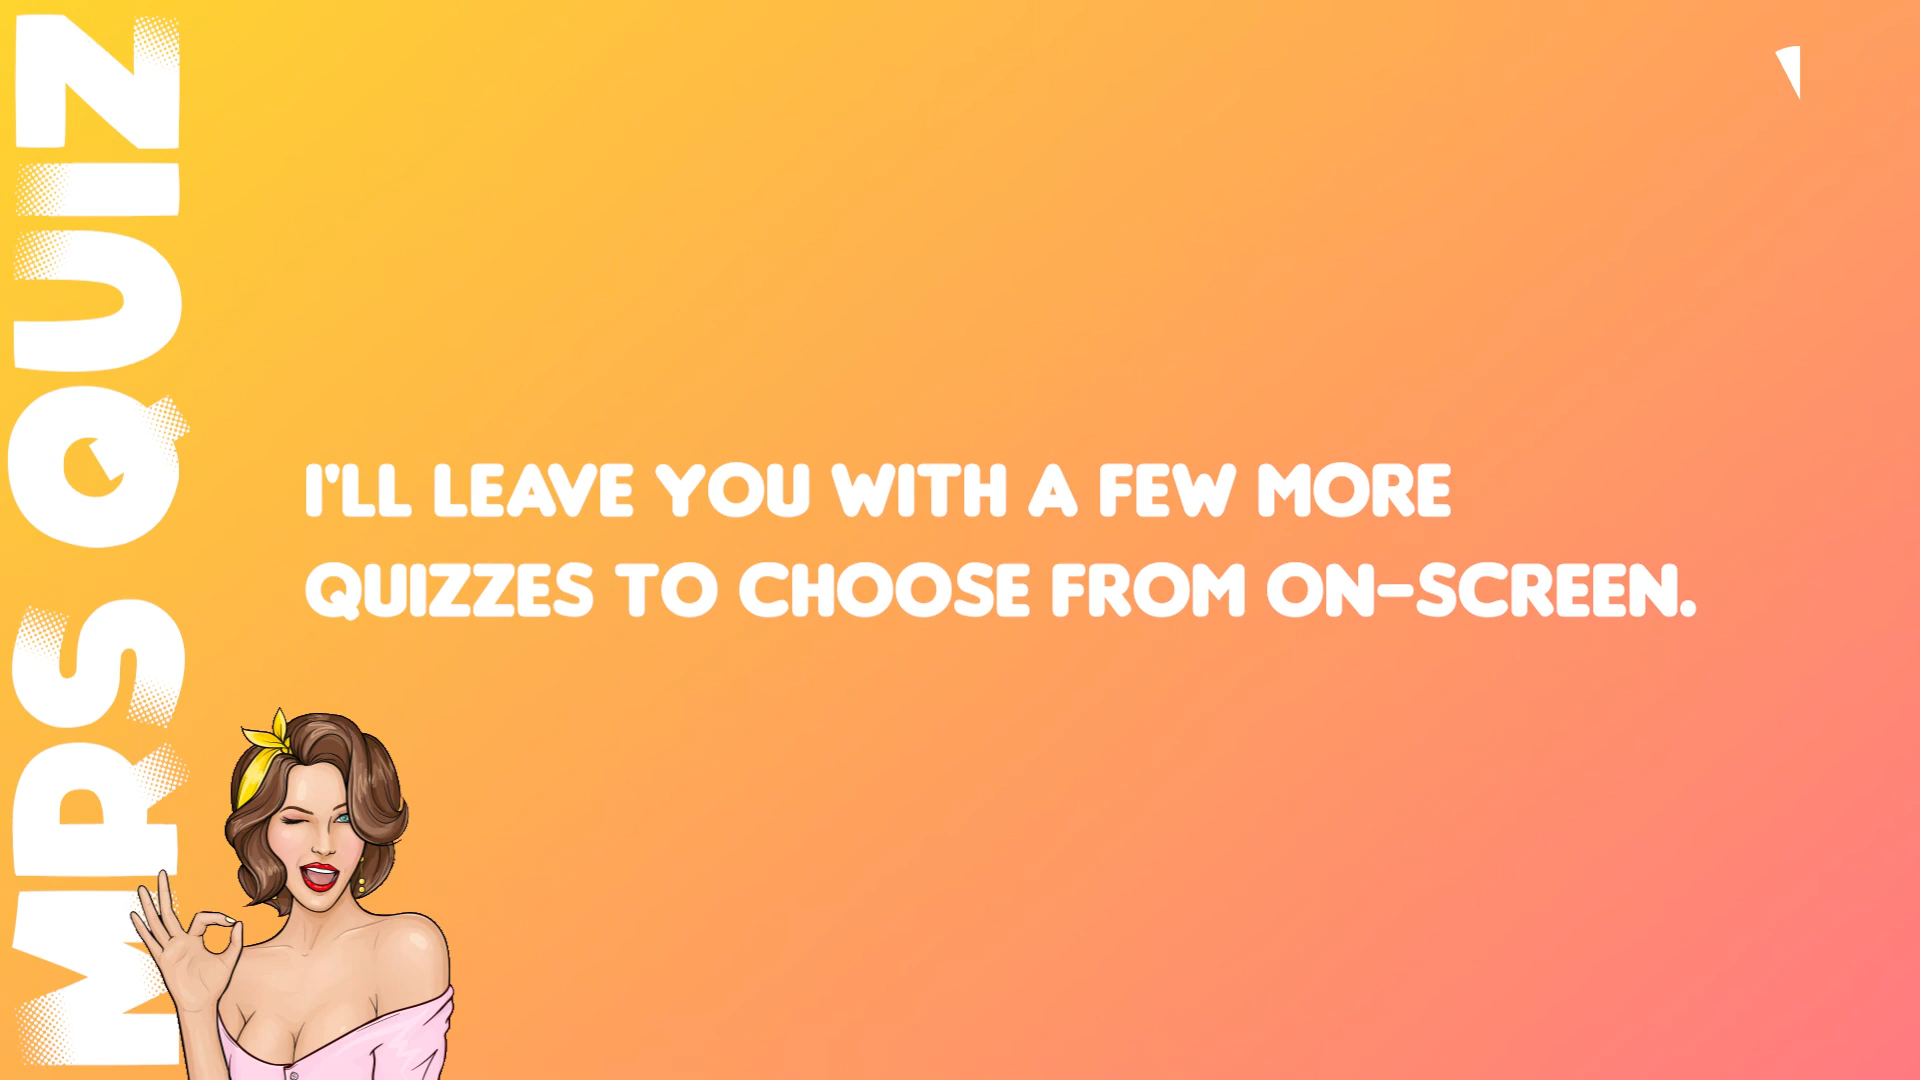 MRS QUIZ
I'LL LEAVE YOU WITH A FEW MORE
QUIZZES TO CHOOSE FROM ON-SCREEN.